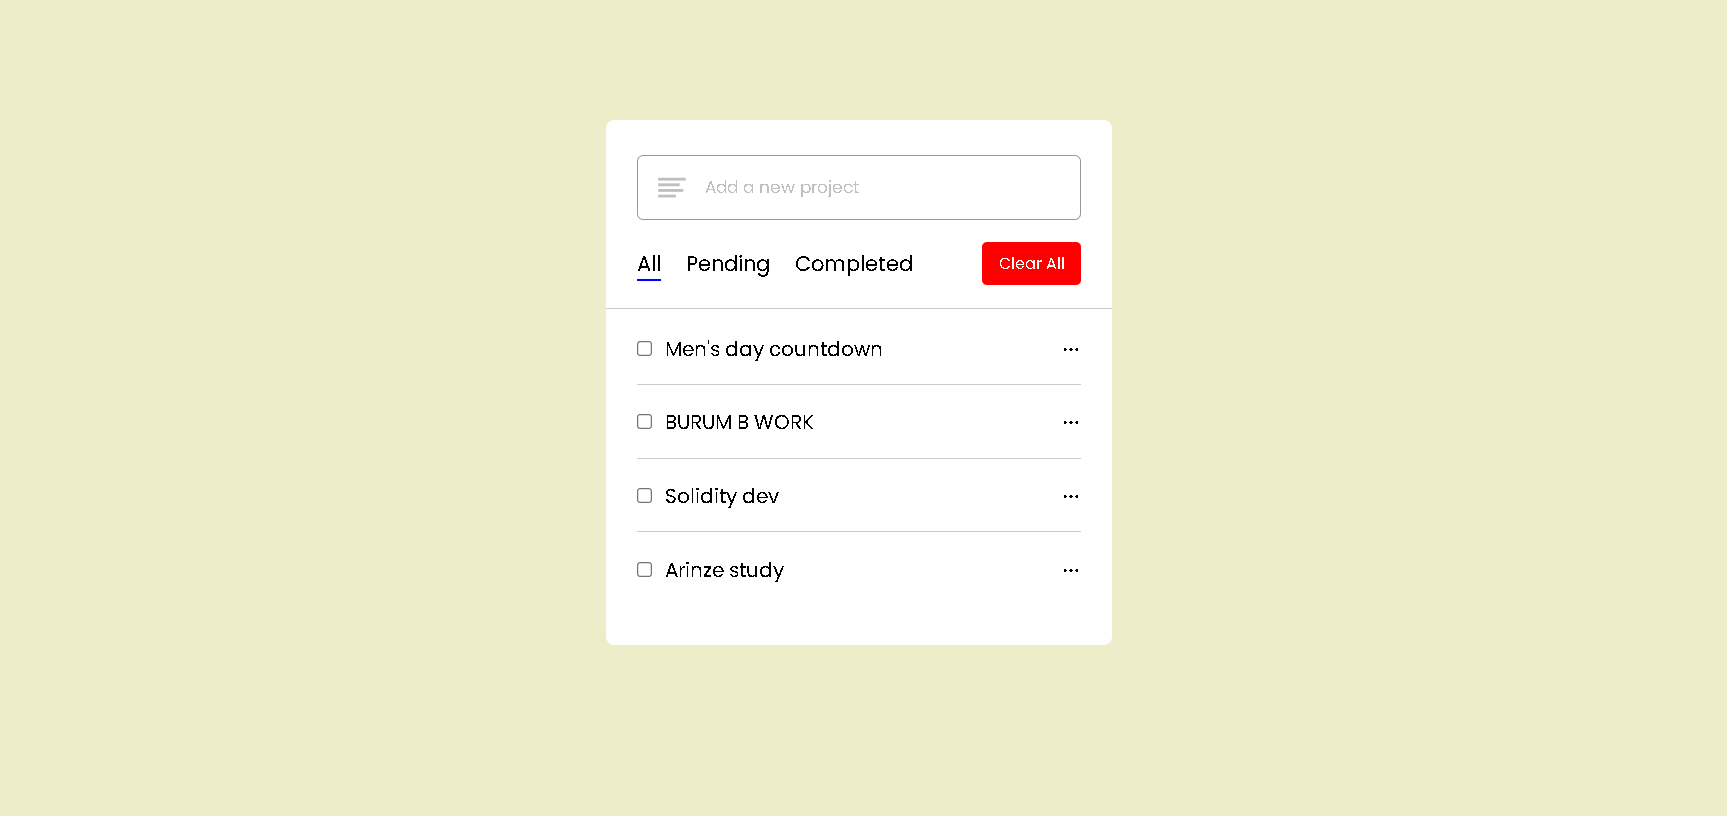 Add a new project
All Pending Completed Clear All
Men's day countdown
BURUM B WORK
Solidity dev
Arinze study